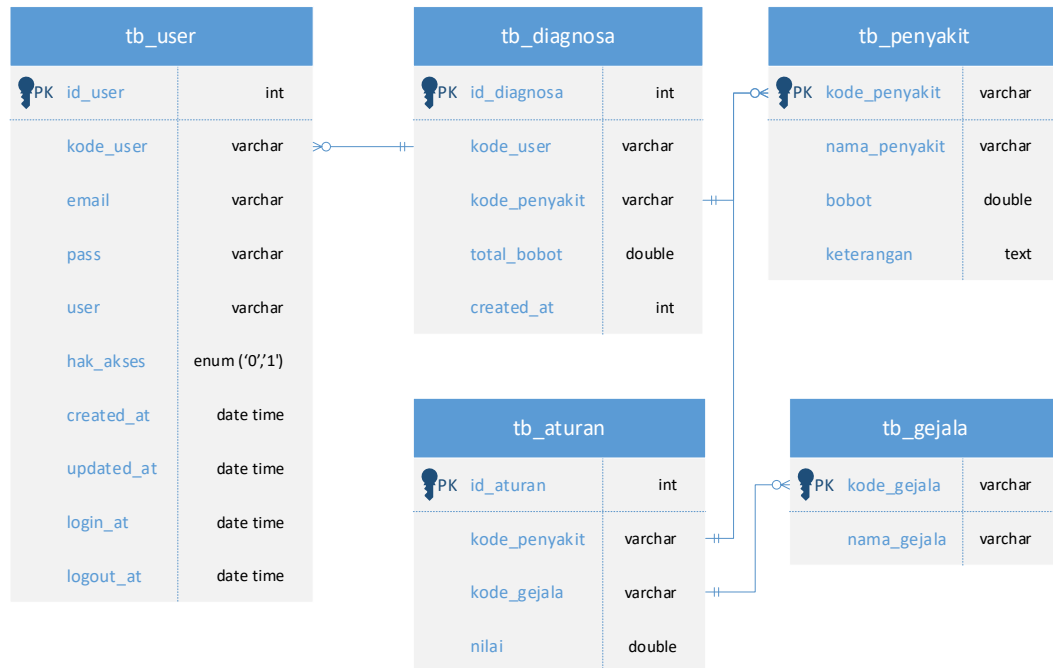 tb_user
PK id_user int
kode_user varchar
email varchar
pass varchar
user varchar
hak_akses enum (‘0’,’1')
created_at date time
updated_at date time
login_at date time
logout_at date time
tb_diagnosa
PK id_diagnosa int
kode_user varchar
kode_penyakit varchar
total_bobot double
created_at int
tb_penyakit
PK kode_penyakit varchar
nama_penyakit varchar
bobot double
keterangan text
tb_aturan
PK id_aturan int
kode_penyakit varchar
kode_gejala varchar
nilai double
tb_gejala
PK kode_gejala varchar
nama_gejala varchar